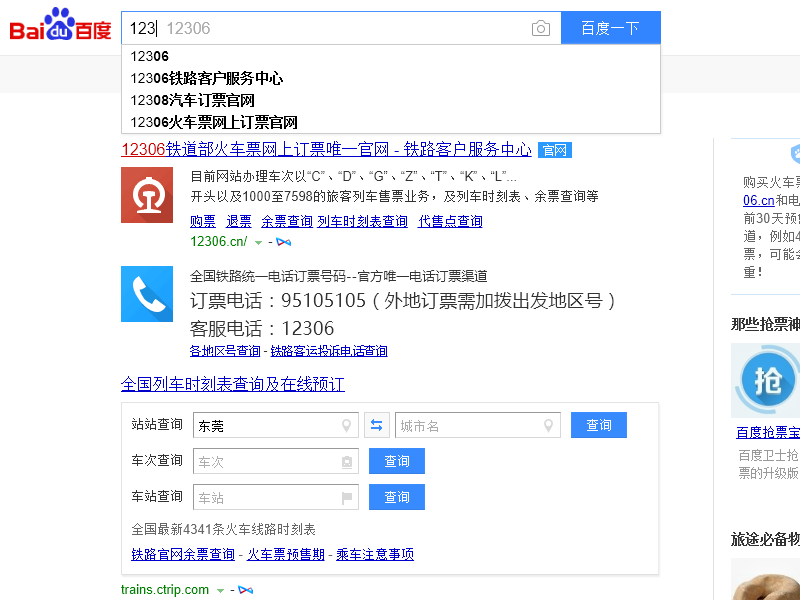 Bai du 百度
123 12306
百度一下
12306
12306铁路客户服务中心
12308汽车订票官网
12306火车票网上订票官网
12306铁道部火车票网上订票唯一官网 - 铁路客户服务中心 官网
目前网站办理车次以“C”、“D”、“G”、“Z”、“T”、“K”、“L”...
开头以及1000至7598的旅客列车售票业务，及列车时刻表、余票查询等
购票 退票 余票查询 列车时刻表查询 代售点查询
12306.cn/ -
全国铁路统一电话订票号码--官方唯一电话订票渠道
订票电话：95105105（外地订票需加拨出发地区号）
客服电话：12306
各地区号查询 - 铁路客运投诉电话查询
全国列车时刻表查询及在线预订
站站查询 东莞 城市名 查询
车次查询 车次 查询
车站查询 车站 查询
全国最新4341条火车线路时刻表
铁路官网余票查询 - 火车票预售期 - 乘车注意事项
trains.ctrip.com -
购买火车票
06.cn和电
前30天预售
道，例如4
票，可能会
重！
那些抢票神
抢
百度抢票宝
百度卫士抢
票的升级版
旅途必备物